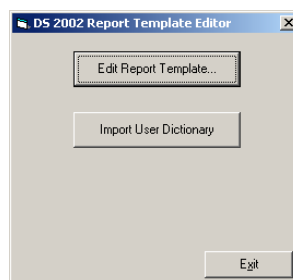 DS 2002 Report Template Editor
Edit Report Template...
Import User Dictionary
Exit